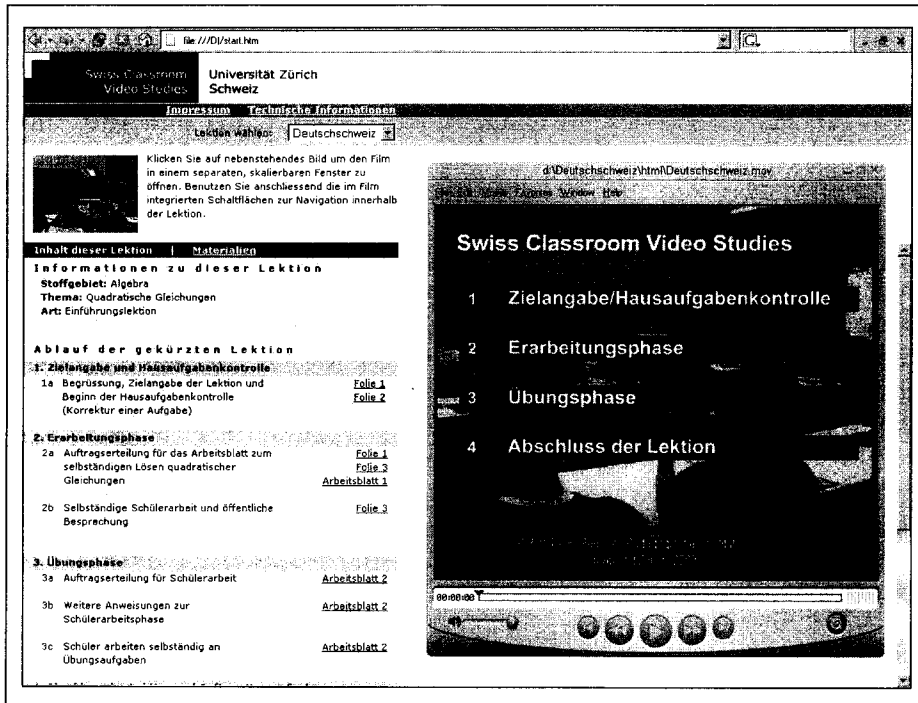 file:///D|/start.htm
Swiss Classroom
Video Studies
Universität Zürich
Schweiz
Impressum Technische Informationen
Lektion wählen: Deutschschweiz
Klicken Sie auf nebenstehendes Bild um den Film
in einem separaten, skalierbaren Fenster zu
öffnen. Benutzen Sie anschliessend die im Film
integrierten Schaltflächen zur Navigation innerhalb
der Lektion.
Inhalt dieser Lektion | Materialien
Informationen zu dieser Lektion
Stoffgebiet: Algebra
Thema: Quadratische Gleichungen
Art: Einführungslektion
Ablauf der gekürzten Lektion
1. Zielangabe und Hausaufgabenkontrolle
1a Begrüssung, Zielangabe der Lektion und Folie 1
Beginn der Hausaufgabenkontrolle Folie 2
(Korrektur einer Aufgabe)
2. Erarbeitungsphase
2a Auftragserteilung für das Arbeitsblatt zum Folie 1
selbständigen Lösen quadratischer Folie 3
Gleichungen Arbeitsblatt 1
2b Selbständige Schülerarbeit und öffentliche Folie 3
Besprechung
3. Übungsphase
3a Auftragserteilung für Schülerarbeit Arbeitsblatt 2
3b Weitere Anweisungen zur Arbeitsblatt 2
Schülerarbeitsphase
3c Schüler arbeiten selbständig an Arbeitsblatt 2
Übungsaufgaben
d:\Deutschschweiz\html\Deutschschweiz.mov
Window Help
Swiss Classroom Video Studies
1 Zielangabe/Hausaufgabenkontrolle
2 Erarbeitungsphase
3 Übungsphase
4 Abschluss der Lektion
00:00:00